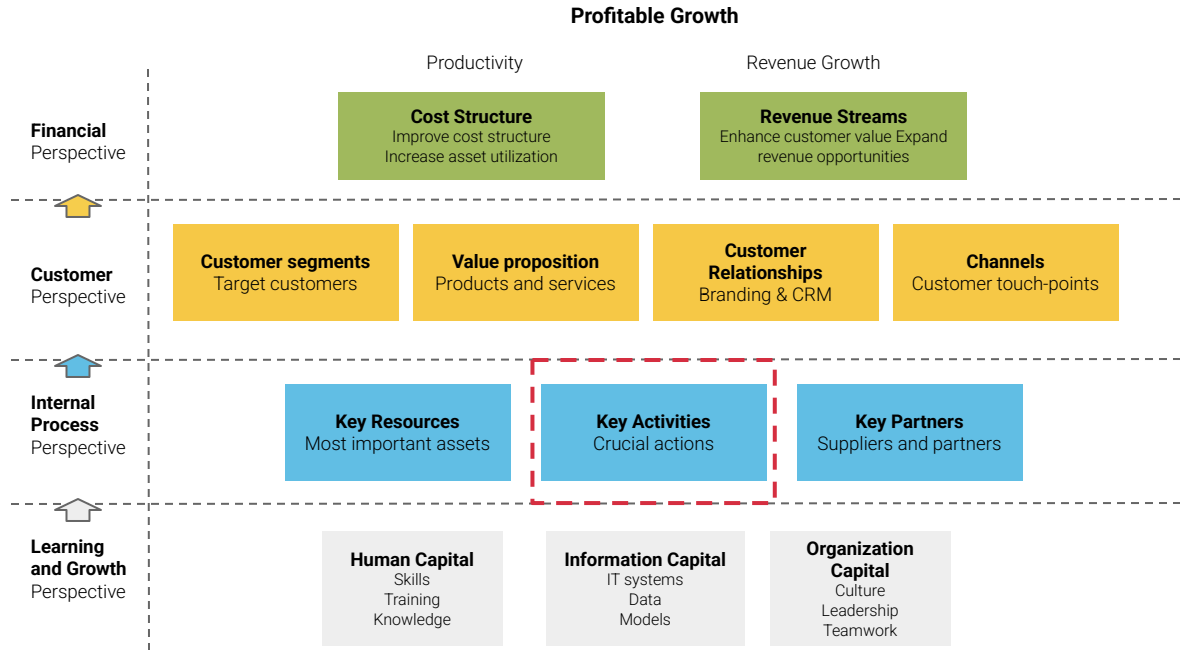 Profitable Growth
Productivity
Revenue Growth
Financial
Perspective
Cost Structure
Improve cost structure
Increase asset utilization
Revenue Streams
Enhance customer value Expand
revenue opportunities
Customer
Perspective
Customer segments
Target customers
Value proposition
Products and services
Customer
Relationships
Branding & CRM
Channels
Customer touch-points
Internal
Process
Perspective
Key Resources
Most important assets
Key Activities
Crucial actions
Key Partners
Suppliers and partners
Learning
and Growth
Perspective
Human Capital
Skills
Training
Knowledge
Information Capital
IT systems
Data
Models
Organization
Capital
Culture
Leadership
Teamwork